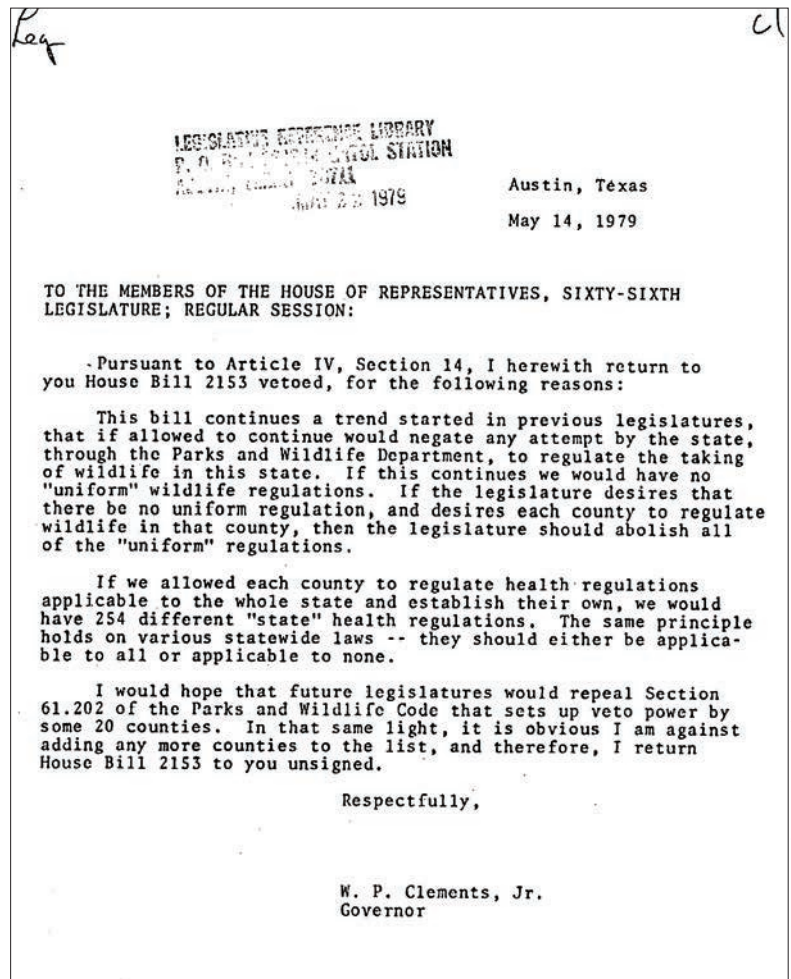 Leg
cl
LEGISLATIVE REFERENCE LIBRARY
P. O. STATION
1979
Austin, Texas
May 14, 1979
TO THE MEMBERS OF THE HOUSE OF REPRESENTATIVES, SIXTY-SIXTH
LEGISLATURE; REGULAR SESSION:
Pursuant to Article IV, Section 14, I herewith return to
you House Bill 2153 vetoed, for the following reasons:
This bill continues a trend started in previous legislatures,
that if allowed to continue would negate any attempt by the state,
through the Parks and Wildlife Department, to regulate the taking
of wildlife in this state. If this continues we would have no
"uniform" wildlife regulations. If the legislature desires that
there be no uniform regulation, and desires each county to regulate
wildlife in that county, then the legislature should abolish all
of the "uniform" regulations.
If we allowed each county to regulate health regulations
applicable to the whole state and establish their own, we would
have 254 different "state" health regulations. The same principle
holds on various statewide laws -- they should either be applica-
ble to all or applicable to none.
I would hope that future legislatures would repeal Section
61.202 of the Parks and Wildlife Code that sets up veto power by
some 20 counties. In that same light, it is obvious I am against
adding any more counties to the list, and therefore, I return
House Bill 2153 to you unsigned.
Respectfully,
W. P. Clements, Jr.
Governor